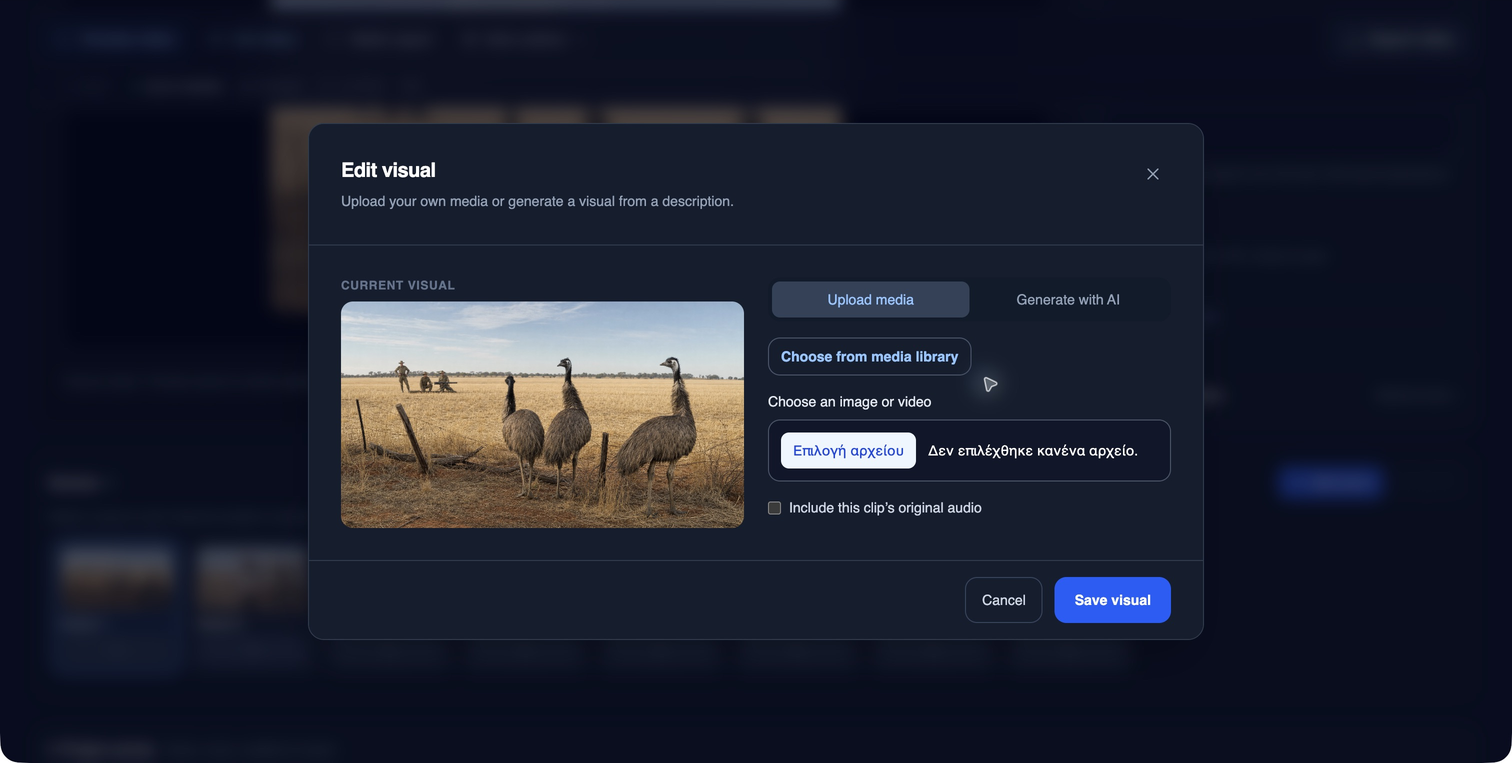 Edit visual
Upload your own media or generate a visual from a description.
CURRENT VISUAL
Upload media
Generate with AI
Choose from media library
Choose an image or video
Επιλογή αρχείου
Δεν επιλέχθηκε κανένα αρχείο.
Include this clip's original audio
Cancel
Save visual